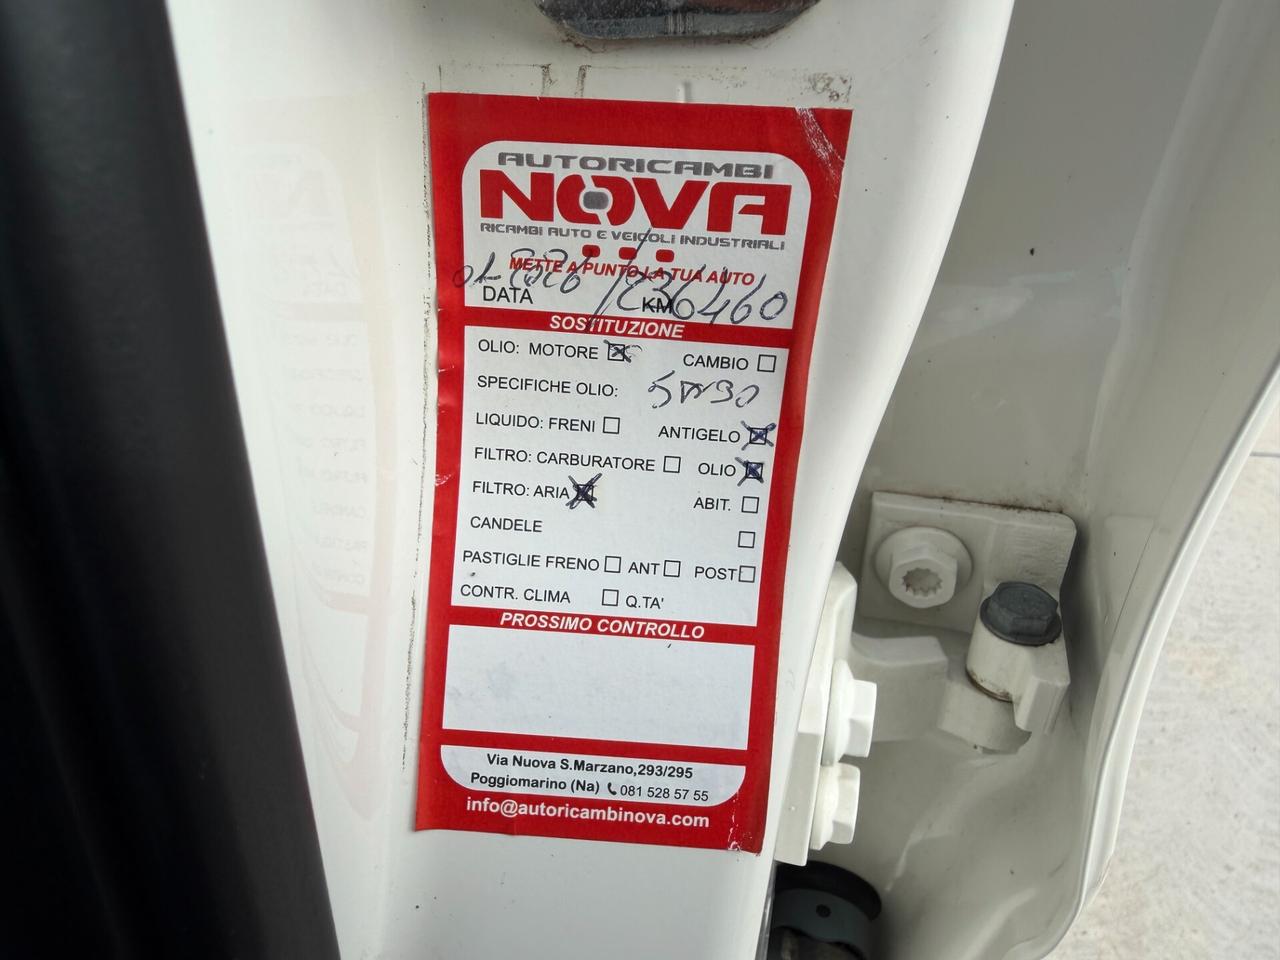 AUTORICAMBI
NOVA
RICAMBI AUTO E VEICOLI INDUSTRIALI
METTE A PUNTO LA TUA AUTO
DATA KM
SOSTITUZIONE
OLIO: MOTORE CAMBIO
SPECIFICHE OLIO: 5W30
LIQUIDO: FRENI ANTIGELO
FILTRO: CARBURATORE OLIO
FILTRO: ARIA ABIT.
CANDELE
PASTIGLIE FRENO ANT POST
CONTR. CLIMA Q.TA'
PROSSIMO CONTROLLO
Via Nuova S.Marzano,293/295
Poggiomarino (Na) 081 528 57 55
info@autoricambinova.com